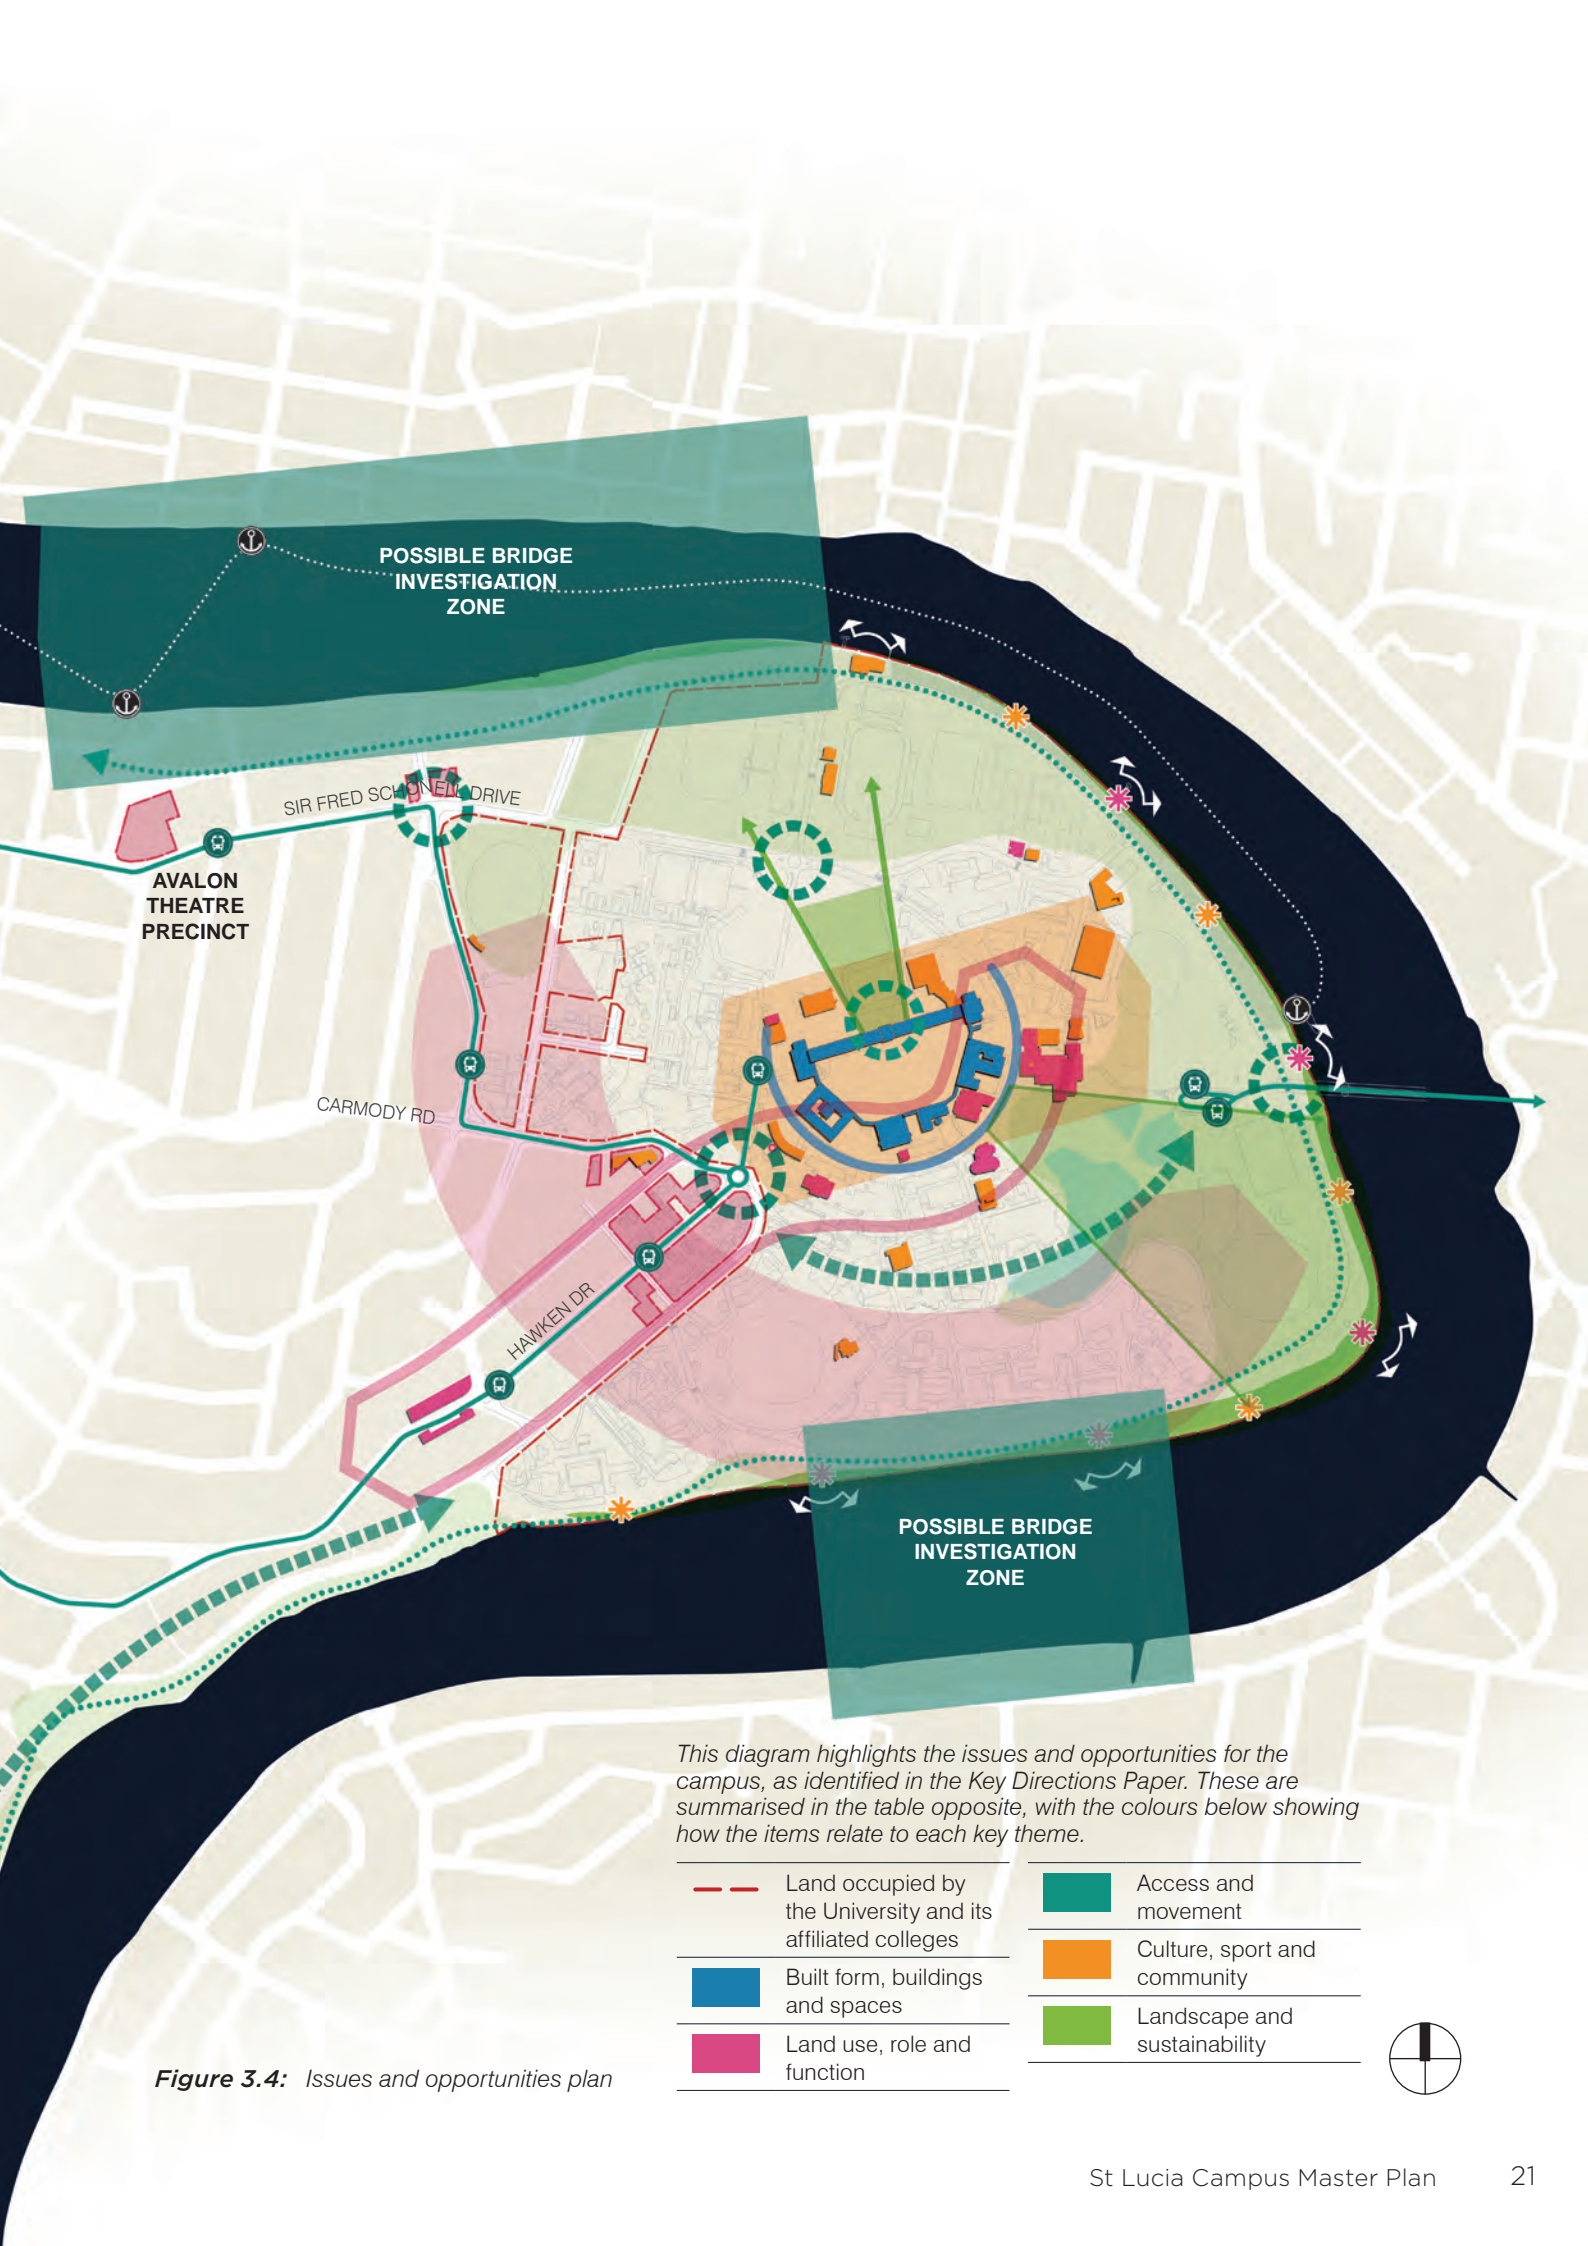 POSSIBLE BRIDGE
INVESTIGATION
ZONE
SIR FRED SCHONELL DRIVE
AVALON
THEATRE
PRECINCT
CARMODY RD
HAWKEN DR
POSSIBLE BRIDGE
INVESTIGATION
ZONE
This diagram highlights the issues and opportunities for the
campus, as identified in the Key Directions Paper. These are
summarised in the table opposite, with the colours below showing
how the items relate to each key theme.
Land occupied by
the University and its
affiliated colleges
Built form, buildings
and spaces
Land use, role and
function
Access and
movement
Culture, sport and
community
Landscape and
sustainability
Figure 3.4: Issues and opportunities plan
St Lucia Campus Master Plan 21